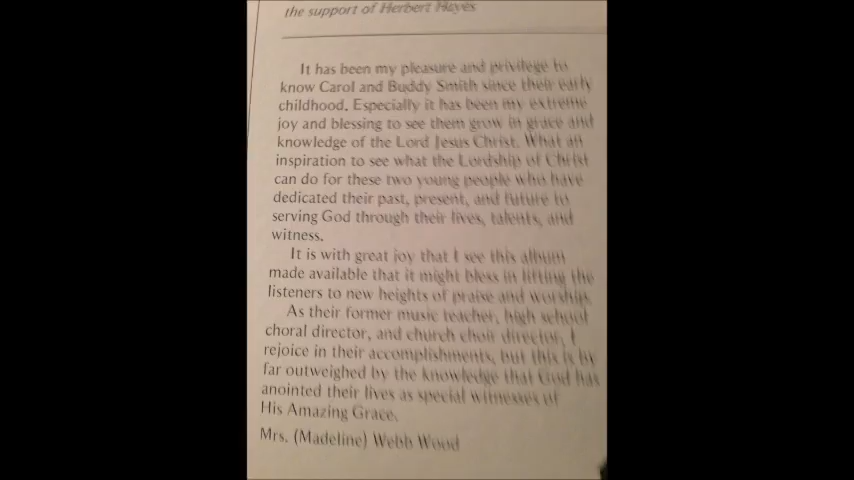 the support of Herbert Hayes
It has been my pleasure and privilege to
know Carol and Buddy Smith since their early
childhood. Especially it has been my extreme
joy and blessing to see them grow in grace and
knowledge of the Lord Jesus Christ. What an
inspiration to see what the Lordship of Christ
can do for these two young people who have
dedicated their past, present, and future to
serving God through their lives, talents, and
witness.
It is with great joy that I see this album
made available that it might bless in lifting the
listeners to new heights of praise and worship.
As their former music teacher, high school
choral director, and church choir director, I
rejoice in their accomplishments, but this is by
far outweighed by the knowledge that God has
anointed their lives as special witnesses of
His Amazing Grace.
Mrs. (Madeline) Webb Wood